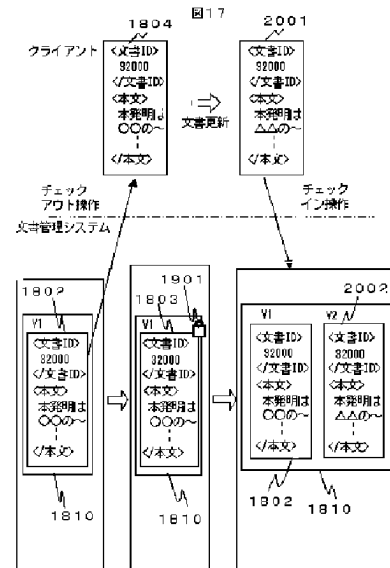 図17
1804
2001
クライアント
<文書ID>
92000
</文書ID>
<本文>
本発明は
○○の～
</本文>
文書更新
<文書ID>
92000
</文書ID>
<本文>
本発明は
△△の～
</本文>
チェック
アウト操作
チェック
イン操作
文書管理システム
1802
V1
<文書ID>
92000
</文書ID>
<本文>
本発明は
○○の～
</本文>
1810
1901
1803
V1
<文書ID>
92000
</文書ID>
<本文>
本発明は
○○の～
</本文>
1810
2002
V1
<文書ID>
92000
</文書ID>
<本文>
本発明は
○○の～
</本文>
V2
<文書ID>
92000
</文書ID>
<本文>
本発明は
△△の～
</本文>
1802
1810